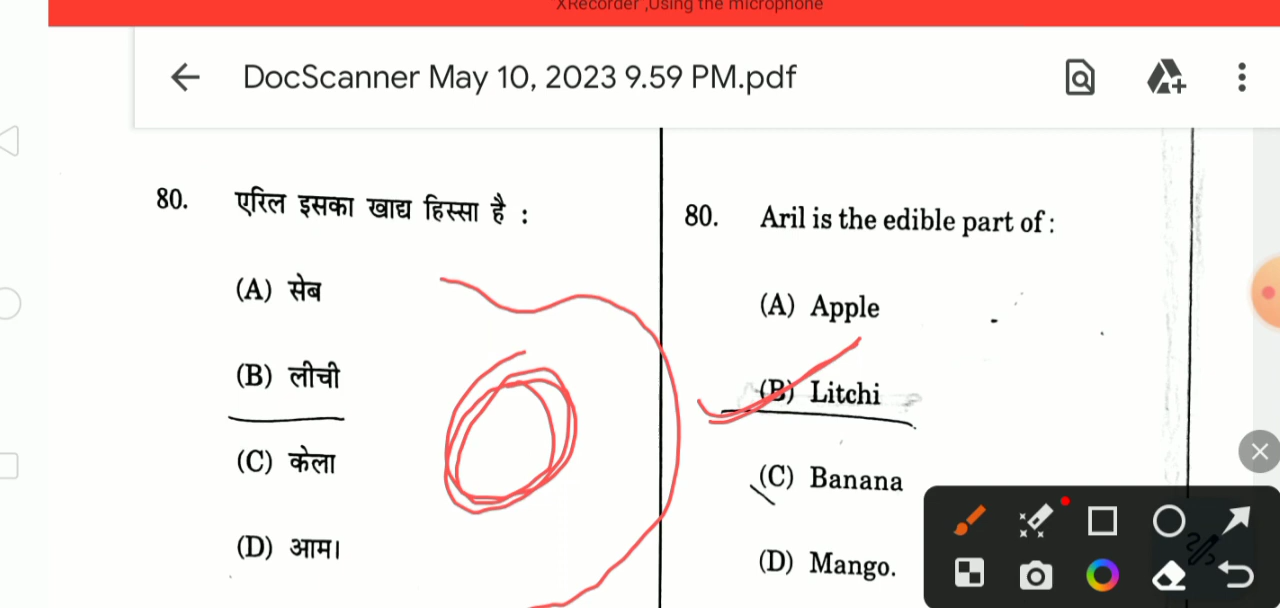 XRecorder ,Using the microphone
DocScanner May 10, 2023 9.59 PM.pdf
80. एरिल इसका खाद्य हिस्सा है :
(A) सेब
(B) लीची
(C) केला
(D) आम।
80. Aril is the edible part of :
(A) Apple
(B) Litchi
(C) Banana
(D) Mango.